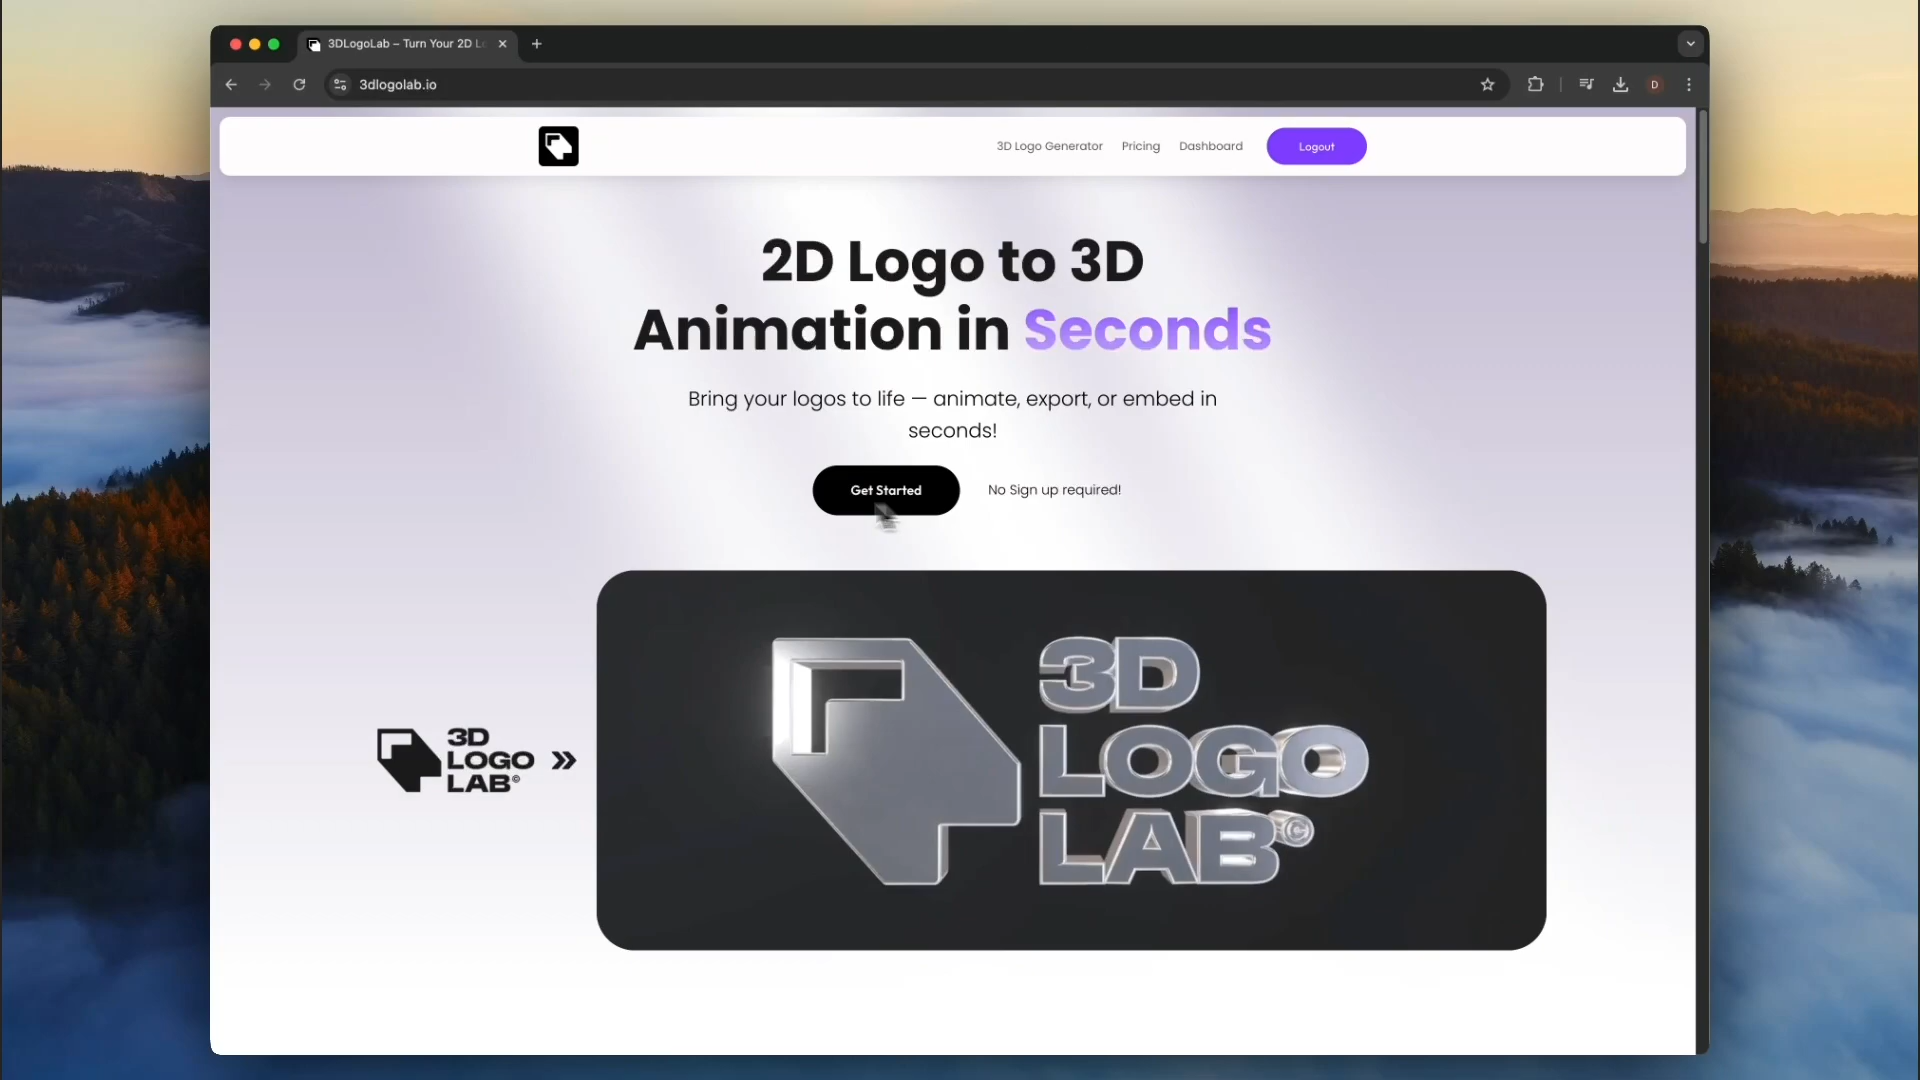 3DLogoLab – Turn Your 2D L
3dlogolab.io
D
3D Logo Generator
Pricing
Dashboard
Logout
2D Logo to 3D
Animation in Seconds
Bring your logos to life — animate, export, or embed in
seconds!
Get Started
No Sign up required!
3D
LOGO
LAB©
3D
LOGO
LAB©